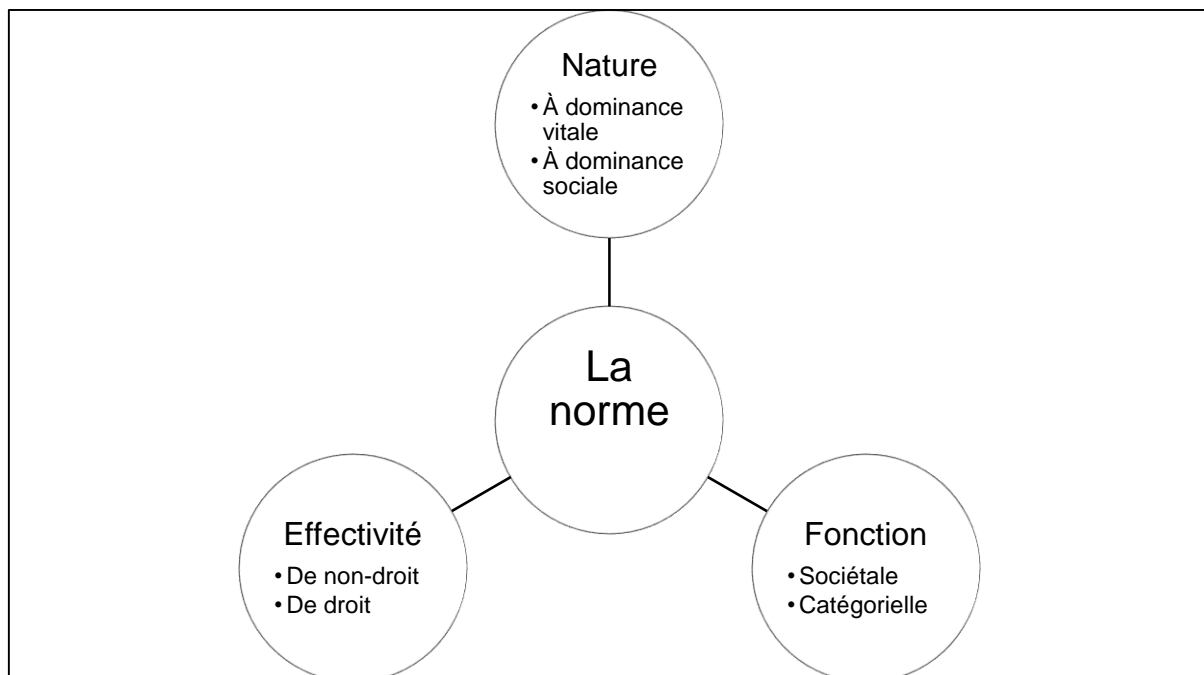 Nature
• À dominance
vitale
• À dominance
sociale
La
norme
Effectivité
• De non-droit
• De droit
Fonction
• Sociétale
• Catégorielle